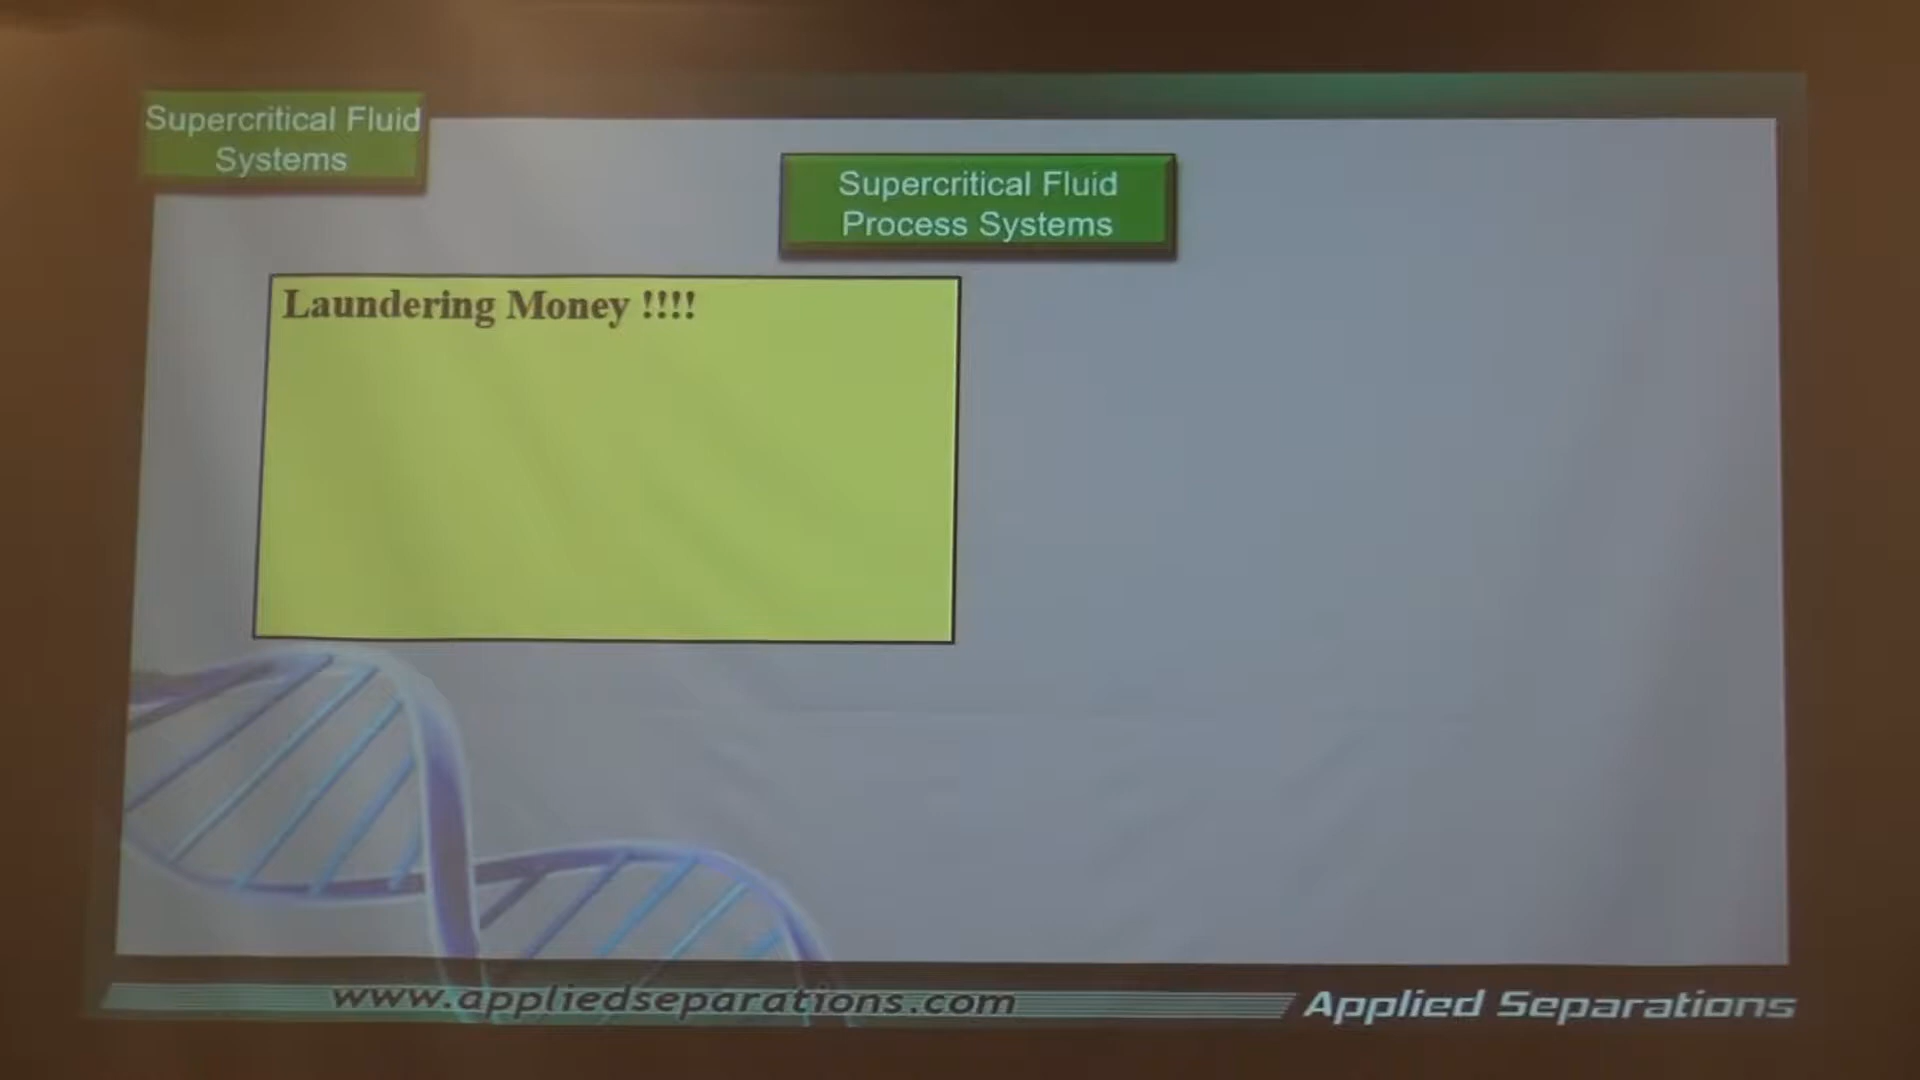 Supercritical Fluid
Systems
Supercritical Fluid
Process Systems
Laundering Money !!!!
www.appliedseparations.com
Applied Separations